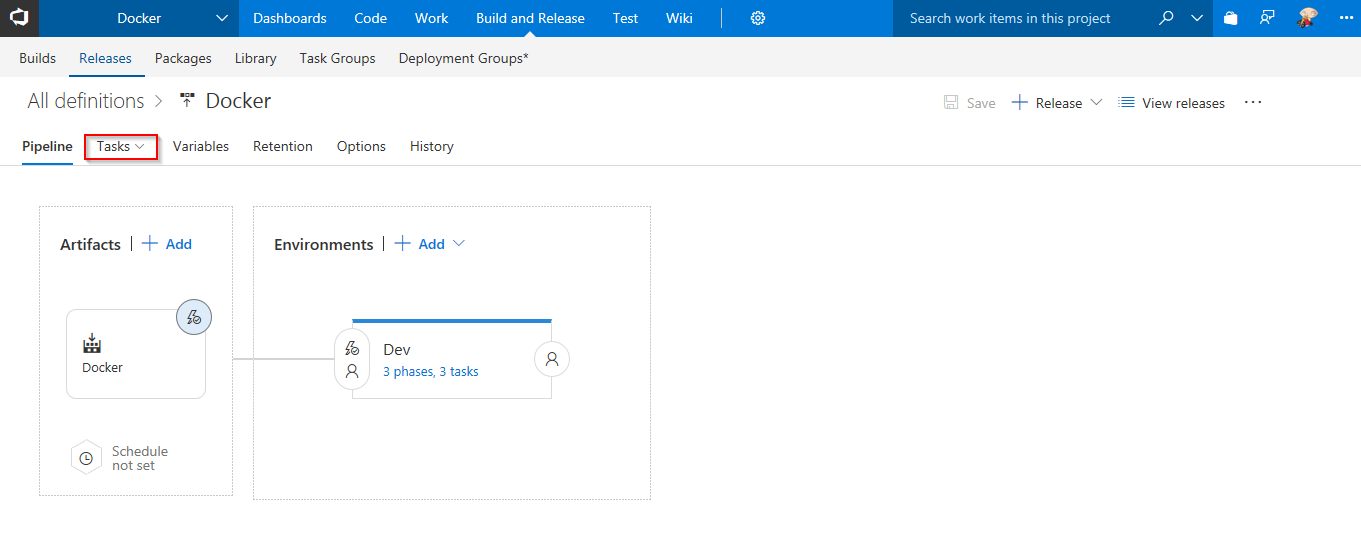 Docker Dashboards Code Work Build and Release Test Wiki Search work items in this project
Builds Releases Packages Library Task Groups Deployment Groups*
All definitions > Docker Save + Release View releases ...
Pipeline Tasks Variables Retention Options History
Artifacts | + Add Environments | + Add
Dev
3 phases, 3 tasks
Docker
Schedule
not set